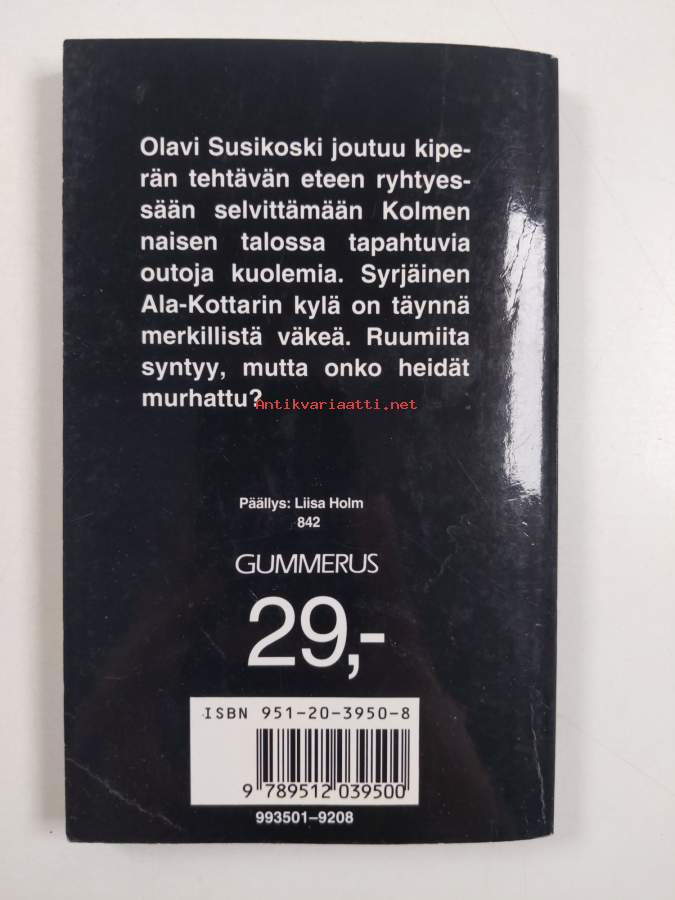 Olavi Susikoski joutuu kipe-
rän tehtävän eteen ryhtyes-
sään selvittämään Kolmen
naisen talossa tapahtuvia
outoja kuolemia. Syrjäinen
Ala-Kottarin kylä on täynnä
merkillistä väkeä. Ruumiita
syntyy, mutta onko heidät
murhattu?
Antikvariaatti.net
Päällys: Liisa Holm
842
GUMMERUS
29,-
ISBN 951-20-3950-8
9 789512 039500
993501-9208